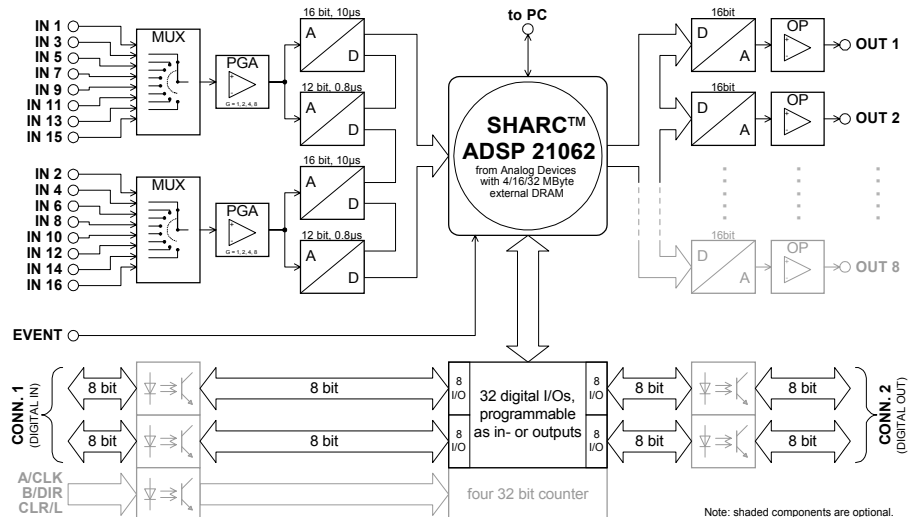 IN 1
IN 3
IN 5
IN 7
IN 9
IN 11
IN 13
IN 15
MUX
PGA
G = 1, 2, 4, 8
16 bit, 10µs
A
D
12 bit, 0.8µs
A
D
IN 2
IN 4
IN 6
IN 8
IN 10
IN 12
IN 14
IN 16
MUX
PGA
G = 1, 2, 4, 8
16 bit, 10µs
A
D
12 bit, 0.8µs
A
D
EVENT
to PC
SHARC™
ADSP 21062
from Analog Devices
with 4/16/32 MByte
external DRAM
16bit
D
A
OP
OUT 1
16bit
D
A
OP
OUT 2
16bit
D
A
OP
OUT 8
CONN. 1
(DIGITAL IN)
8 bit
8 bit
8 bit
8 bit
8
I/O
8
I/O
32 digital I/Os,
programmable
as in- or outputs
8
I/O
8
I/O
8 bit
8 bit
8 bit
8 bit
CONN. 2
(DIGITAL OUT)
A/CLK
B/DIR
CLR/L
four 32 bit counter
Note: shaded components are optional.